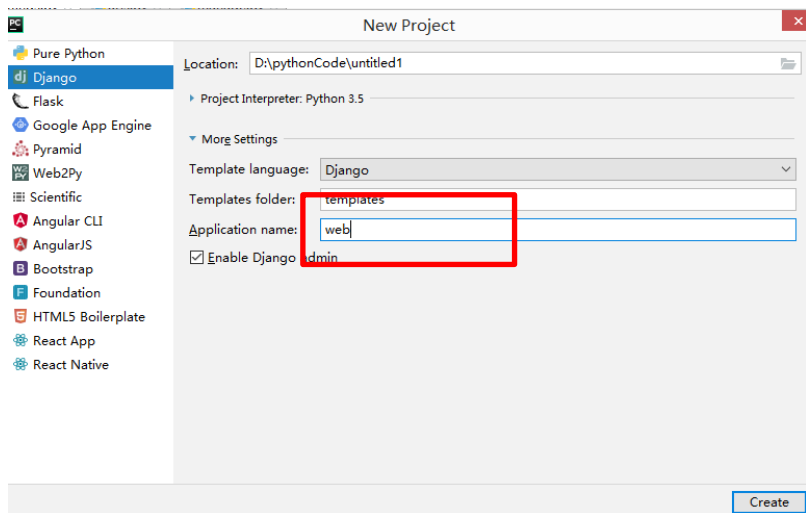 New Project
Pure Python
Django
Flask
Google App Engine
Pyramid
Web2Py
Scientific
Angular CLI
AngularJS
Bootstrap
Foundation
HTML5 Boilerplate
React App
React Native
Location: D:\pythonCode\untitled1
Project Interpreter: Python 3.5
More Settings
Template language: Django
Templates folder: templates
Application name: web
Enable Django admin
Create